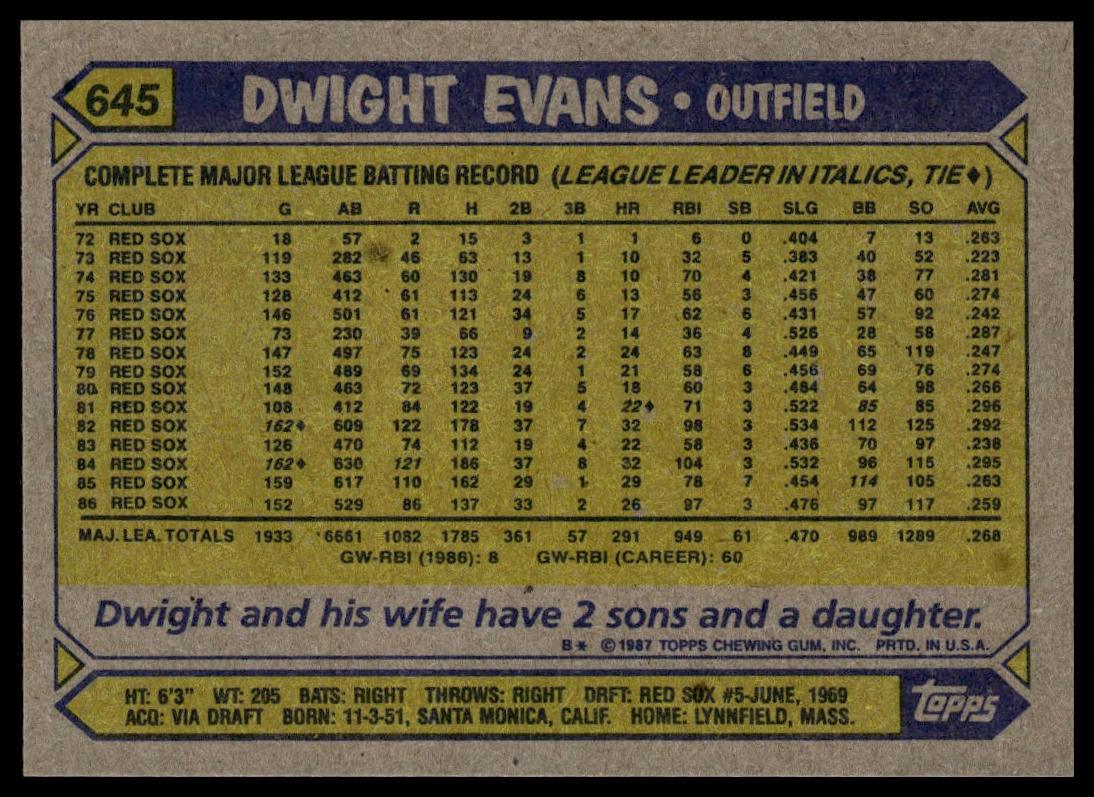 645 DWIGHT EVANS • OUTFIELD
COMPLETE MAJOR LEAGUE BATTING RECORD (LEAGUE LEADER IN ITALICS, TIE♦)
YR CLUB G AB R H 2B 3B HR RBI SB SLG BB SO AVG
72 RED SOX 18 57 2 15 3 1 1 6 0 .404 7 13 .263
73 RED SOX 119 282 46 63 13 1 10 32 5 .383 40 52 .223
74 RED SOX 133 463 60 130 19 8 10 70 4 .421 38 77 .281
75 RED SOX 128 412 61 113 24 6 13 56 3 .456 47 60 .274
76 RED SOX 146 501 61 121 34 5 17 62 6 .431 57 92 .242
77 RED SOX 73 230 39 66 9 2 14 36 4 .526 28 58 .287
78 RED SOX 147 497 75 123 24 2 24 63 8 .449 65 119 .247
79 RED SOX 152 489 69 134 24 1 21 58 6 .456 69 76 .274
80 RED SOX 148 463 72 123 37 5 18 60 3 .484 64 98 .266
81 RED SOX 108 412 84 122 19 4 22♦ 71 3 .522 85 85 .296
82 RED SOX 162♦ 609 122 178 37 7 32 98 3 .534 112 125 .292
83 RED SOX 126 470 74 112 19 4 22 58 3 .436 70 97 .238
84 RED SOX 162♦ 630 121 186 37 8 32 104 3 .532 96 115 .295
85 RED SOX 159 617 110 162 29 1 29 78 7 .454 114 105 .263
86 RED SOX 152 529 86 137 33 2 26 97 3 .476 97 117 .259
MAJ. LEA. TOTALS 1933 6661 1082 1785 361 57 291 949 61 .470 989 1289 .268
GW-RBI (1986): 8 GW-RBI (CAREER): 60
Dwight and his wife have 2 sons and a daughter.
B* ©1987 TOPPS CHEWING GUM, INC. PRTD. IN U.S.A.
HT: 6'3" WT: 205 BATS: RIGHT THROWS: RIGHT DRFT: RED SOX #5-JUNE, 1969
ACQ: VIA DRAFT BORN: 11-3-51, SANTA MONICA, CALIF. HOME: LYNNFIELD, MASS.
TOPPS